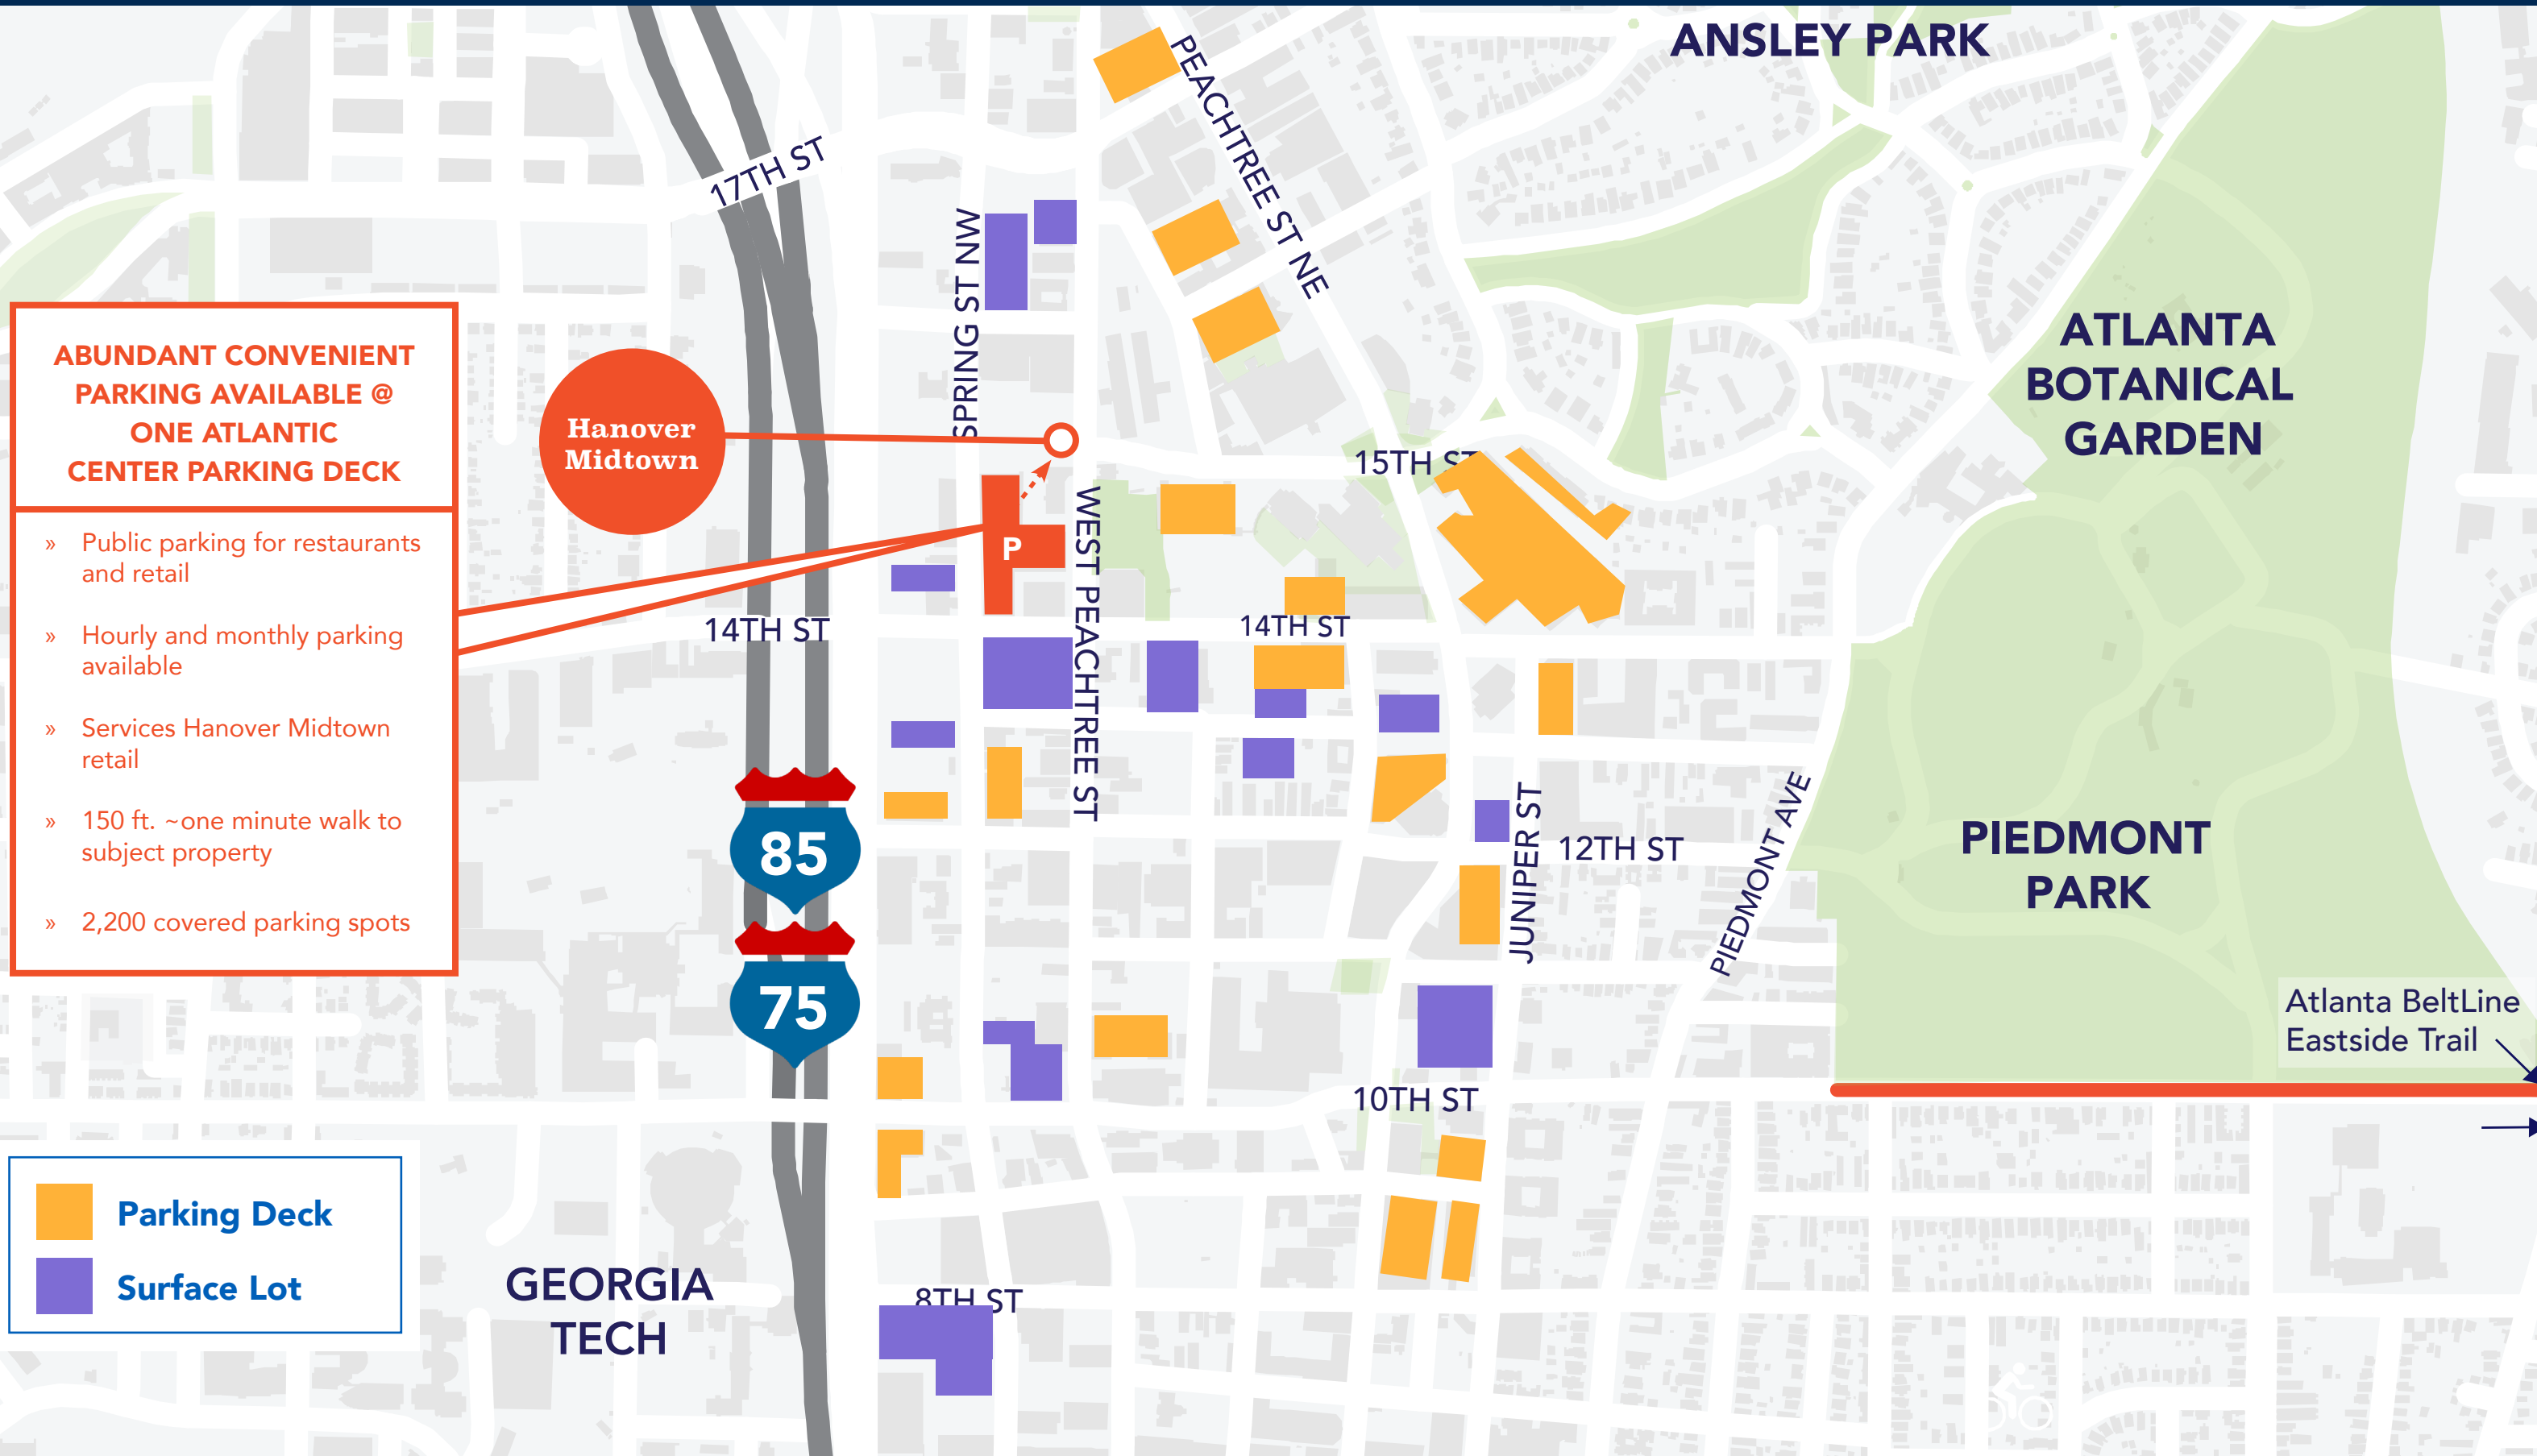 ANSLEY PARK
PEACHTREE ST NE
17TH ST
SPRING ST NW
ABUNDANT CONVENIENT
PARKING AVAILABLE @
ONE ATLANTIC
CENTER PARKING DECK
» Public parking for restaurants
and retail
» Hourly and monthly parking
available
» Services Hanover Midtown
retail
» 150 ft. ~one minute walk to
subject property
» 2,200 covered parking spots
Hanover
Midtown
ATLANTA
BOTANICAL
GARDEN
15TH ST
P
WEST PEACHTREE ST
14TH ST
14TH ST
85
75
JUNIPER ST
12TH ST
PIEDMONT AVE
PIEDMONT
PARK
Atlanta BeltLine
Eastside Trail
10TH ST
Parking Deck
Surface Lot
GEORGIA
TECH
8TH ST